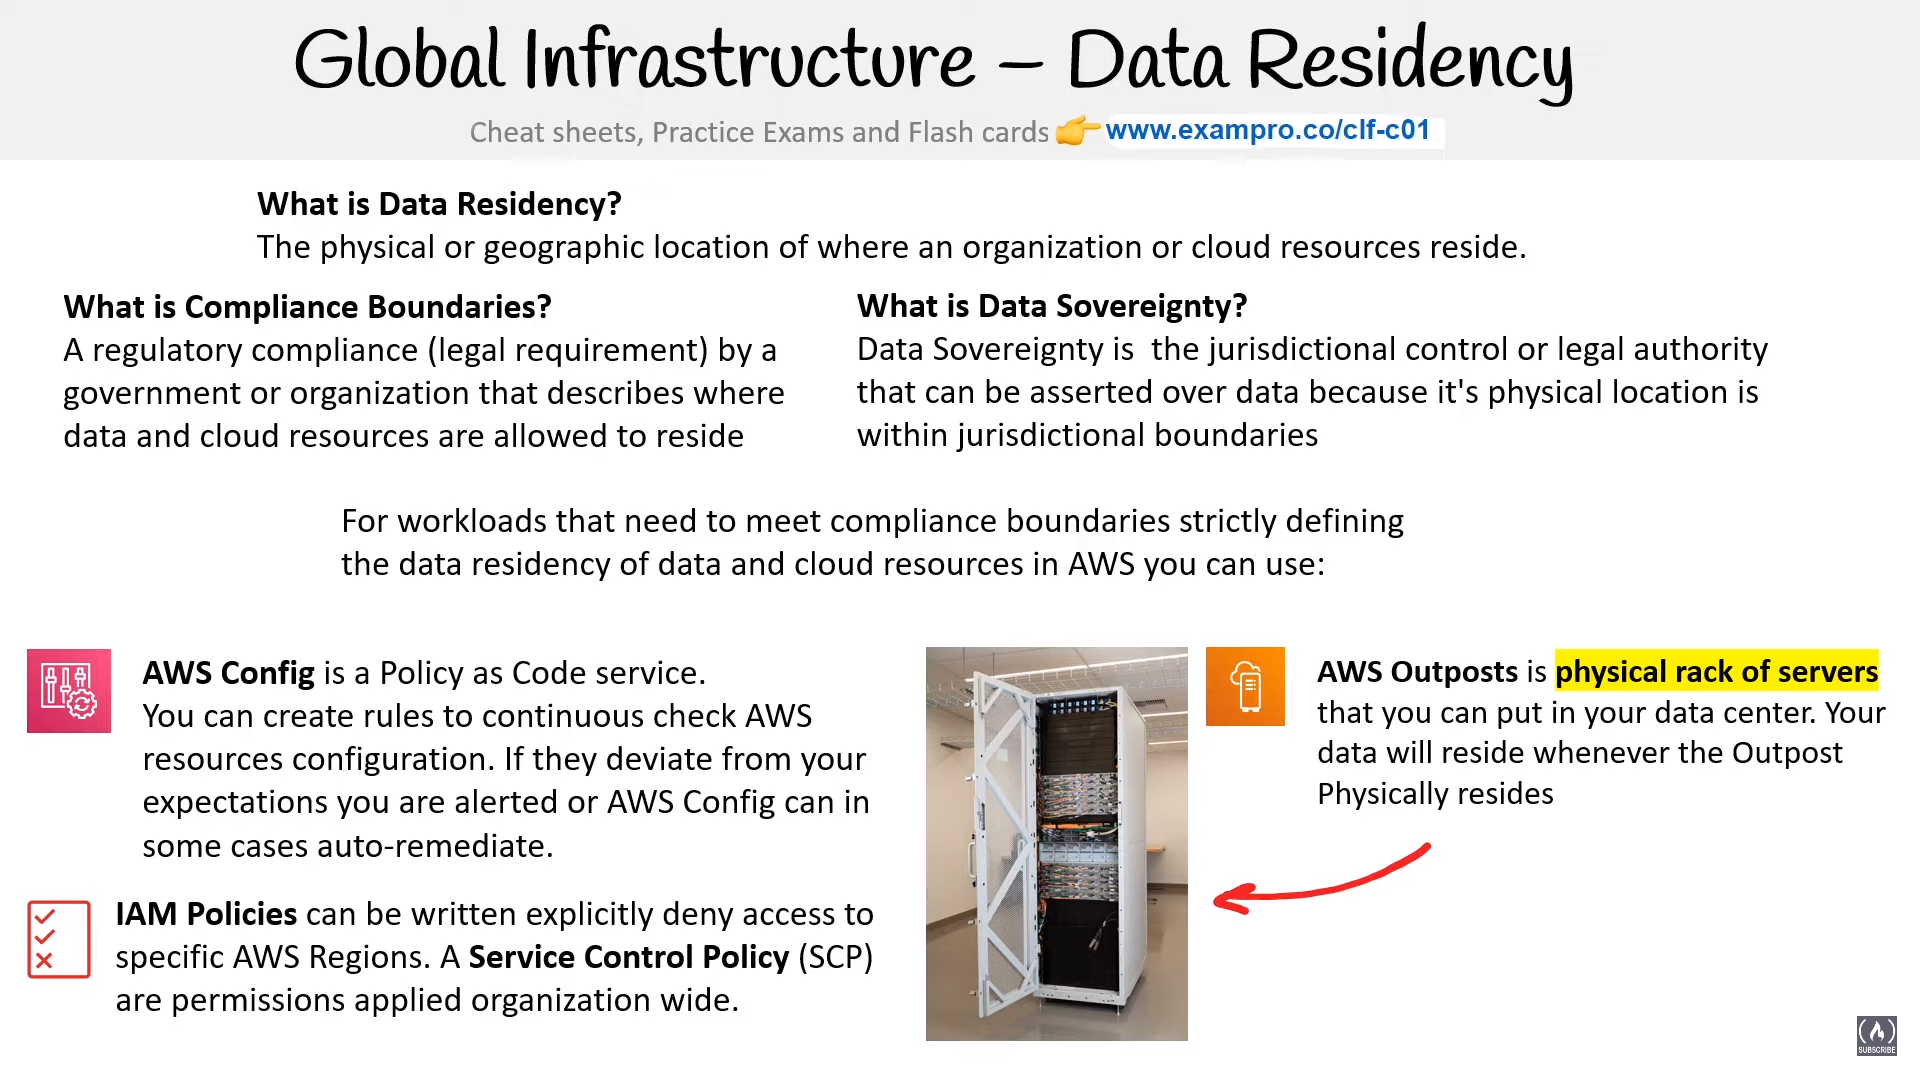 Global Infrastructure – Data Residency
Cheat sheets, Practice Exams and Flash cards 👉 www.exampro.co/clf-c01
What is Data Residency?
The physical or geographic location of where an organization or cloud resources reside.
What is Compliance Boundaries?
A regulatory compliance (legal requirement) by a
government or organization that describes where
data and cloud resources are allowed to reside
What is Data Sovereignty?
Data Sovereignty is  the jurisdictional control or legal authority
that can be asserted over data because it's physical location is
within jurisdictional boundaries
For workloads that need to meet compliance boundaries strictly defining
the data residency of data and cloud resources in AWS you can use:
AWS Config is a Policy as Code service.
You can create rules to continuous check AWS
resources configuration. If they deviate from your
expectations you are alerted or AWS Config can in
some cases auto-remediate.
IAM Policies can be written explicitly deny access to
specific AWS Regions. A Service Control Policy (SCP)
are permissions applied organization wide.
AWS Outposts is physical rack of servers
that you can put in your data center. Your
data will reside whenever the Outpost
Physically resides
SUBSCRIBE